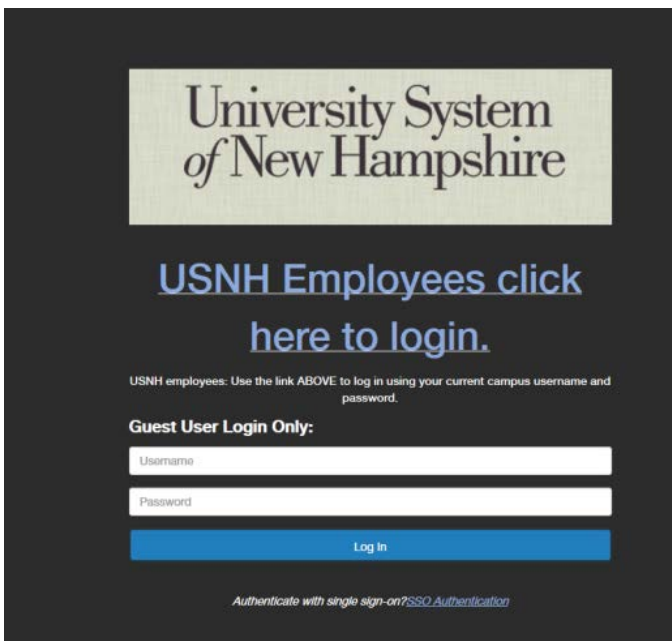 University System
of New Hampshire
USNH Employees click
here to login.
USNH employees: Use the link ABOVE to log in using your current campus username and
password.
Guest User Login Only:
Username
Password
Log In
Authenticate with single sign-on?SSO Authentication